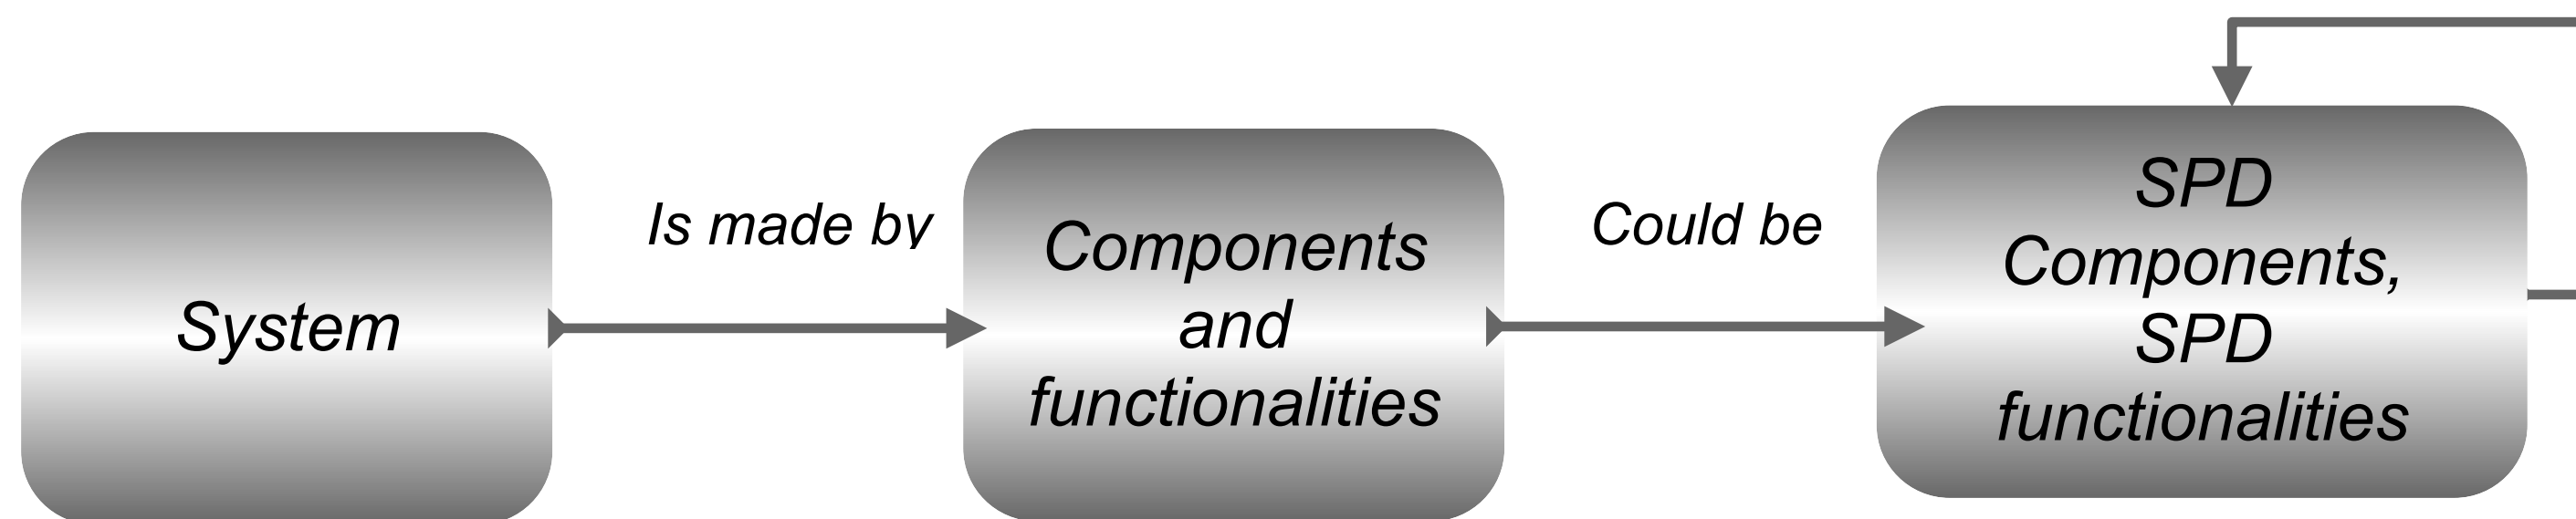 System
Is made by
Components
and
functionalities
Could be
SPD
Components,
SPD
functionalities